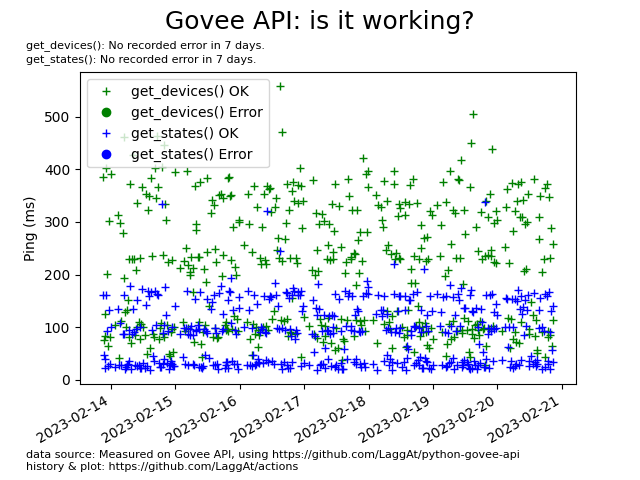 Govee API: is it working?
get_devices(): No recorded error in 7 days.
get_states(): No recorded error in 7 days.
get_devices() OK
get_devices() Error
get_states() OK
get_states() Error
Ping (ms)
500
400
300
200
100
0
2023-02-14
2023-02-15
2023-02-16
2023-02-17
2023-02-18
2023-02-19
2023-02-20
2023-02-21
data source: Measured on Govee API, using https://github.com/LaggAt/python-govee-api
history & plot: https://github.com/LaggAt/actions